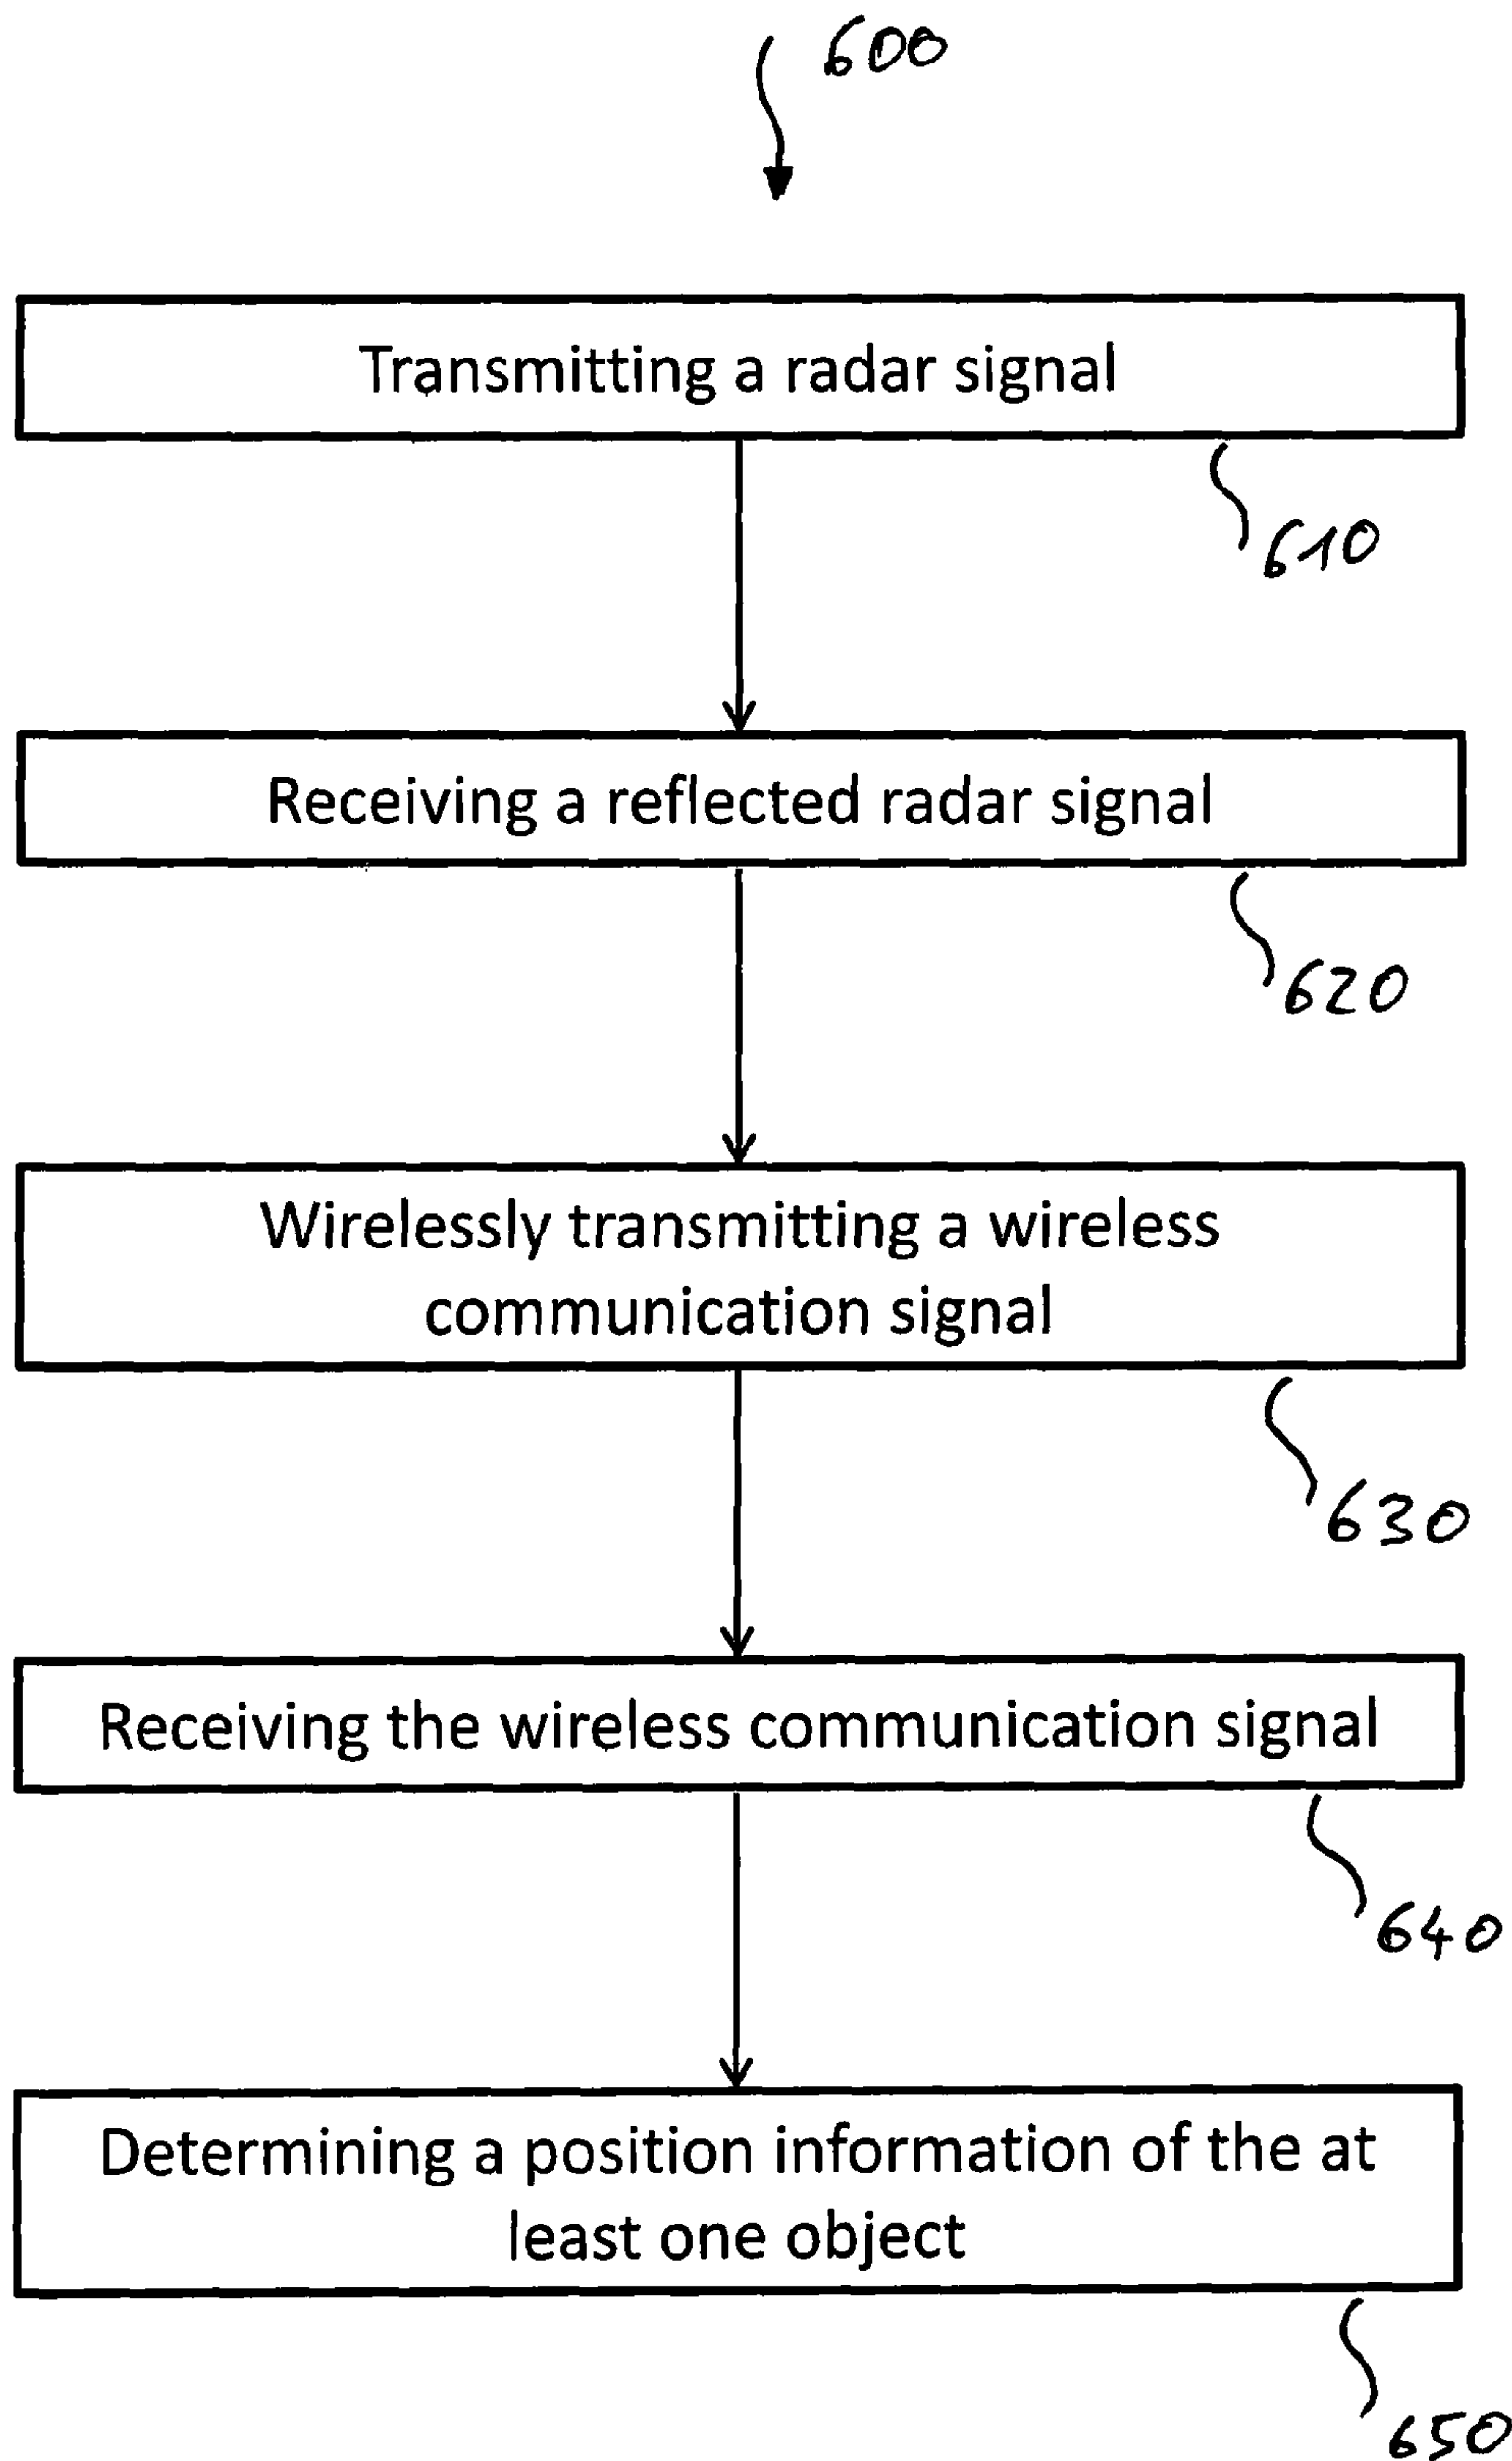 600
Transmitting a radar signal
610
Receiving a reflected radar signal
620
Wirelessly transmitting a wireless
communication signal
630
Receiving the wireless communication signal
640
Determining a position information of the at
least one object
650